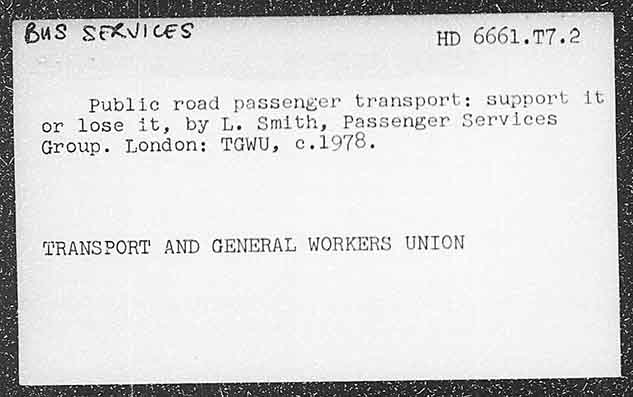 BUS SERVICES
HD 6661.T7.2
Public road passenger transport: support it
or lose it, by L. Smith, Passenger Services
Group. London: TGWU, c.1978.
TRANSPORT AND GENERAL WORKERS UNION